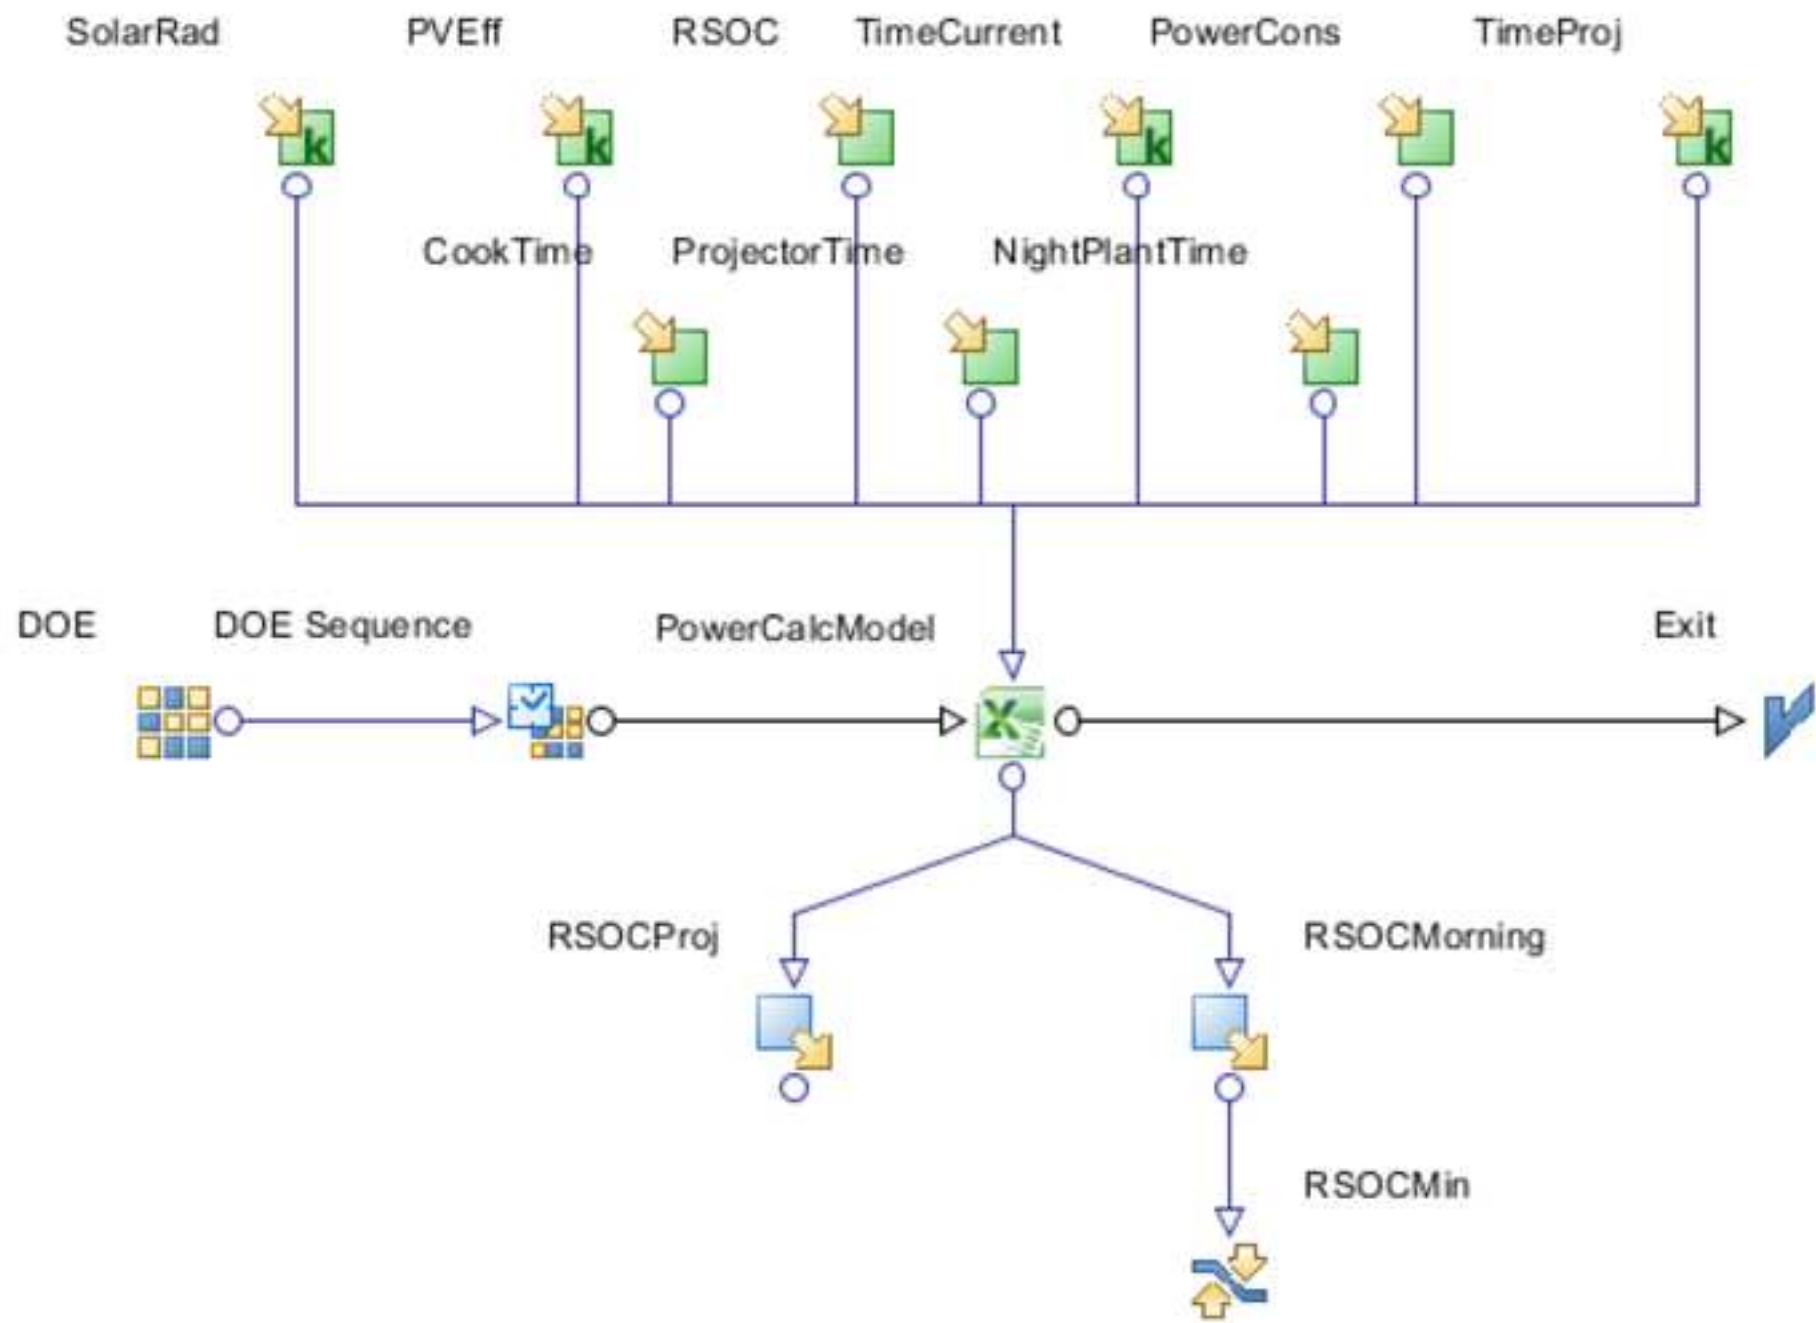 SolarRad PVEff RSOC TimeCurrent PowerCons TimeProj
k k k k
CookTime ProjectorTime NightPlantTime
DOE DOE Sequence PowerCalcModel Exit
X
RSOCProj RSOCMorning
RSOCMin